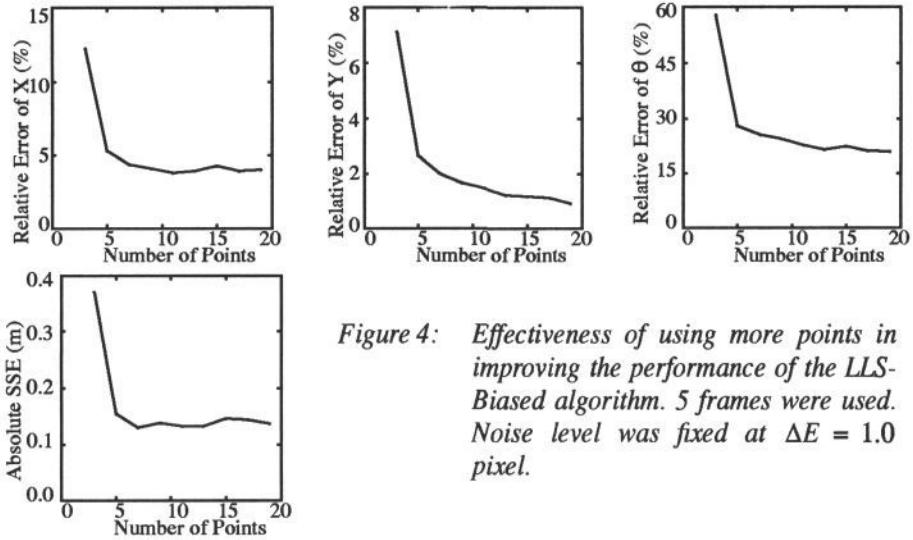 Relative Error of X (%)
15
10
5
0
0 5 10 15 20
Number of Points
Relative Error of Y (%)
8
6
4
2
0
0 5 10 15 20
Number of Points
Relative Error of θ (%)
60
45
30
15
0
0 5 10 15 20
Number of Points
Absolute SSE (m)
0.4
0.3
0.2
0.1
0.0
0 5 10 15 20
Number of Points
Figure 4: Effectiveness of using more points in
improving the performance of the LLS-
Biased algorithm. 5 frames were used.
Noise level was fixed at ΔE = 1.0
pixel.